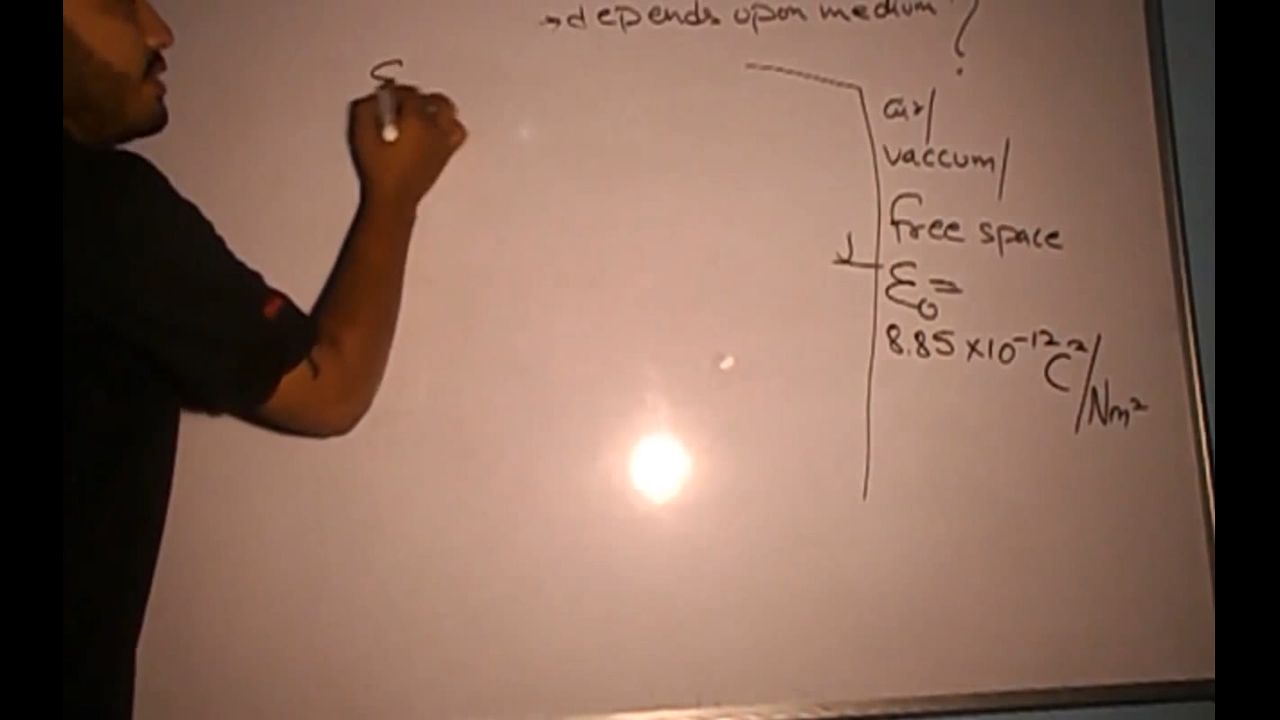 →depends upon medium ?
air/
vaccum/
free space
ε₀=
8.85 ×10⁻¹² C²/Nm²